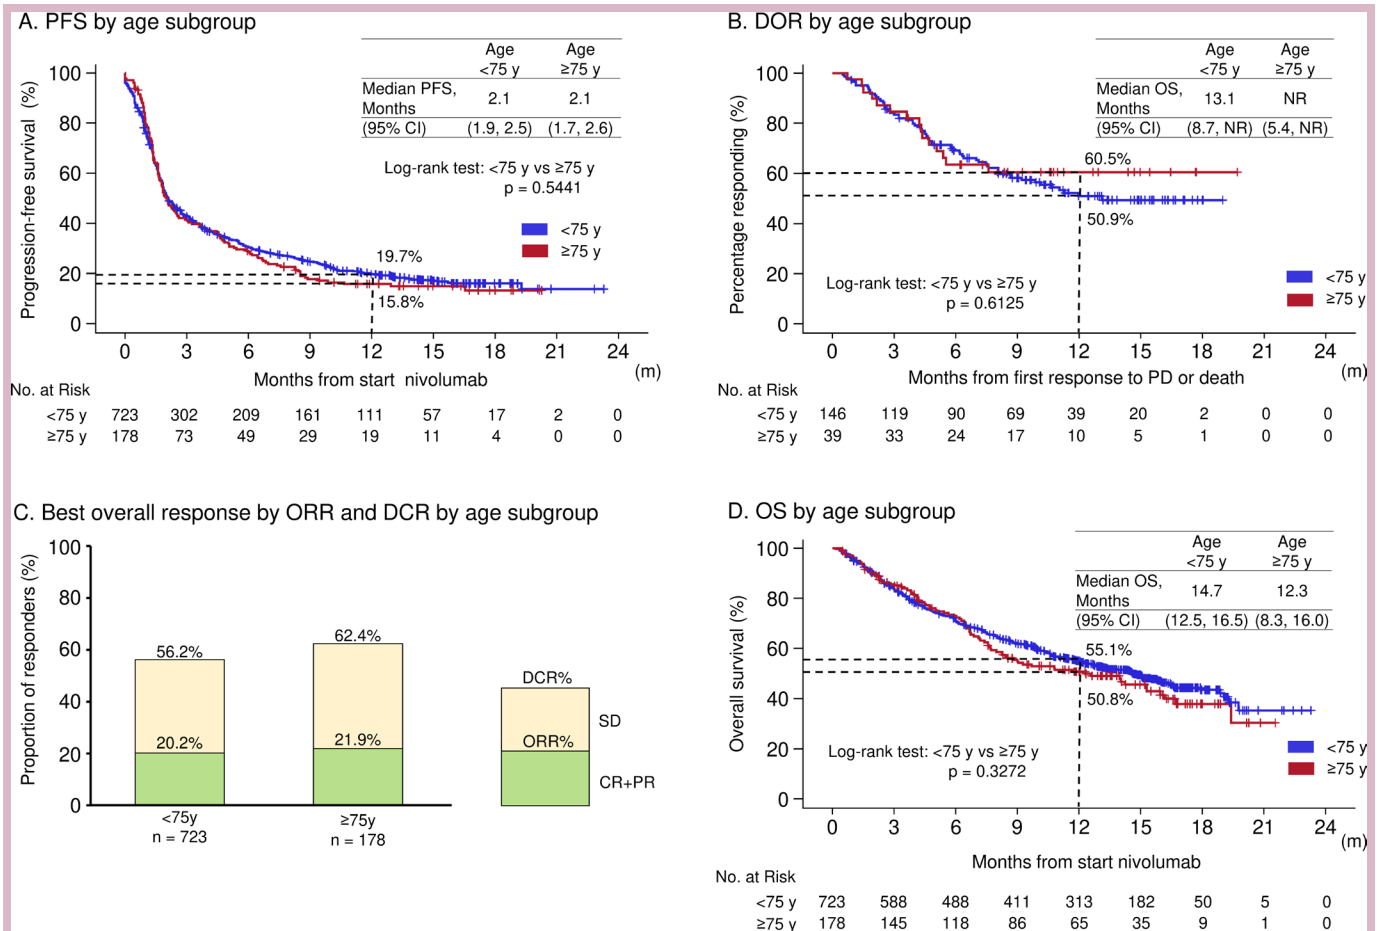 A. PFS by age subgroup
Age <75 y Age ≥75 y
Median PFS, Months 2.1 2.1
(95% CI) (1.9, 2.5) (1.7, 2.6)
Log-rank test: <75 y vs ≥75 y
p = 0.5441
<75 y
≥75 y
19.7%
15.8%
Progression-free survival (%)
100
80
60
40
20
0
0 3 6 9 12 15 18 21 24
(m)
Months from start nivolumab
No. at Risk
<75 y 723 302 209 161 111 57 17 2 0
≥75 y 178 73 49 29 19 11 4 0 0
B. DOR by age subgroup
Age <75 y Age ≥75 y
Median OS, Months 13.1 NR
(95% CI) (8.7, NR) (5.4, NR)
60.5%
50.9%
Log-rank test: <75 y vs ≥75 y
p = 0.6125
<75 y
≥75 y
Percentage responding (%)
100
80
60
40
20
0
0 3 6 9 12 15 18 21 24
(m)
Months from first response to PD or death
No. at Risk
<75 y 146 119 90 69 39 20 2 0 0
≥75 y 39 33 24 17 10 5 1 0 0
C. Best overall response by ORR and DCR by age subgroup
Proportion of responders (%)
100
80
60
40
20
0
56.2%
20.2%
62.4%
21.9%
DCR%
SD
ORR%
CR+PR
<75y
n = 723
≥75y
n = 178
D. OS by age subgroup
Age <75 y Age ≥75 y
Median OS, Months 14.7 12.3
(95% CI) (12.5, 16.5) (8.3, 16.0)
55.1%
50.8%
Log-rank test: <75 y vs ≥75 y
p = 0.3272
<75 y
≥75 y
Overall survival (%)
100
80
60
40
20
0
0 3 6 9 12 15 18 21 24
(m)
Months from start nivolumab
No. at Risk
<75 y 723 588 488 411 313 182 50 5 0
≥75 y 178 145 118 86 65 35 9 1 0